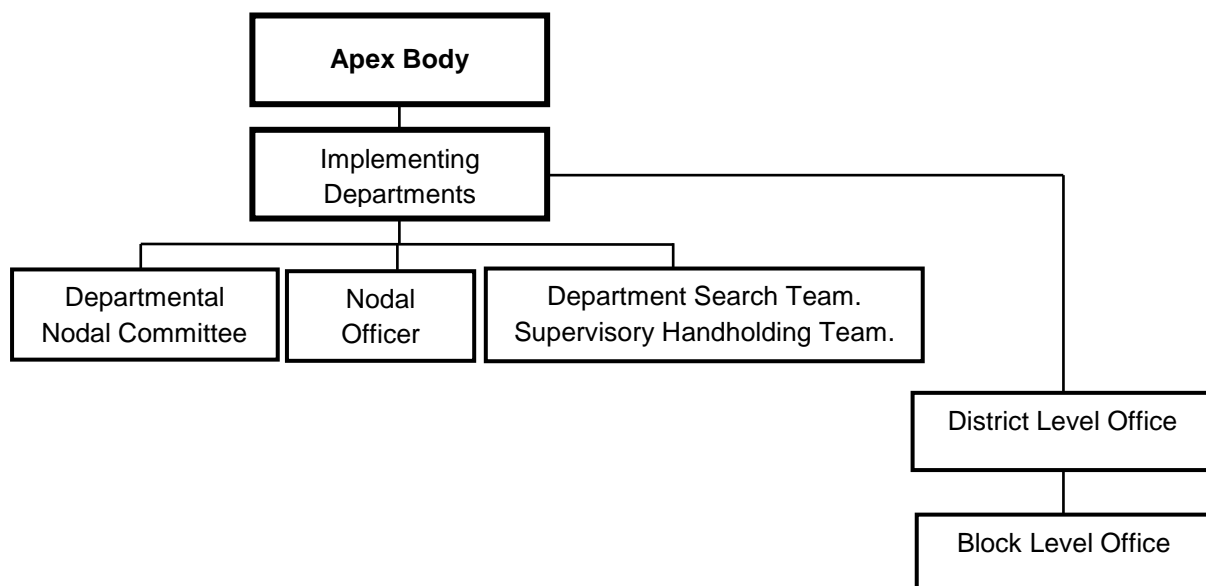 Apex Body
Implementing
Departments
Departmental
Nodal Committee
Nodal
Officer
Department Search Team.
Supervisory Handholding Team.
District Level Office
Block Level Office